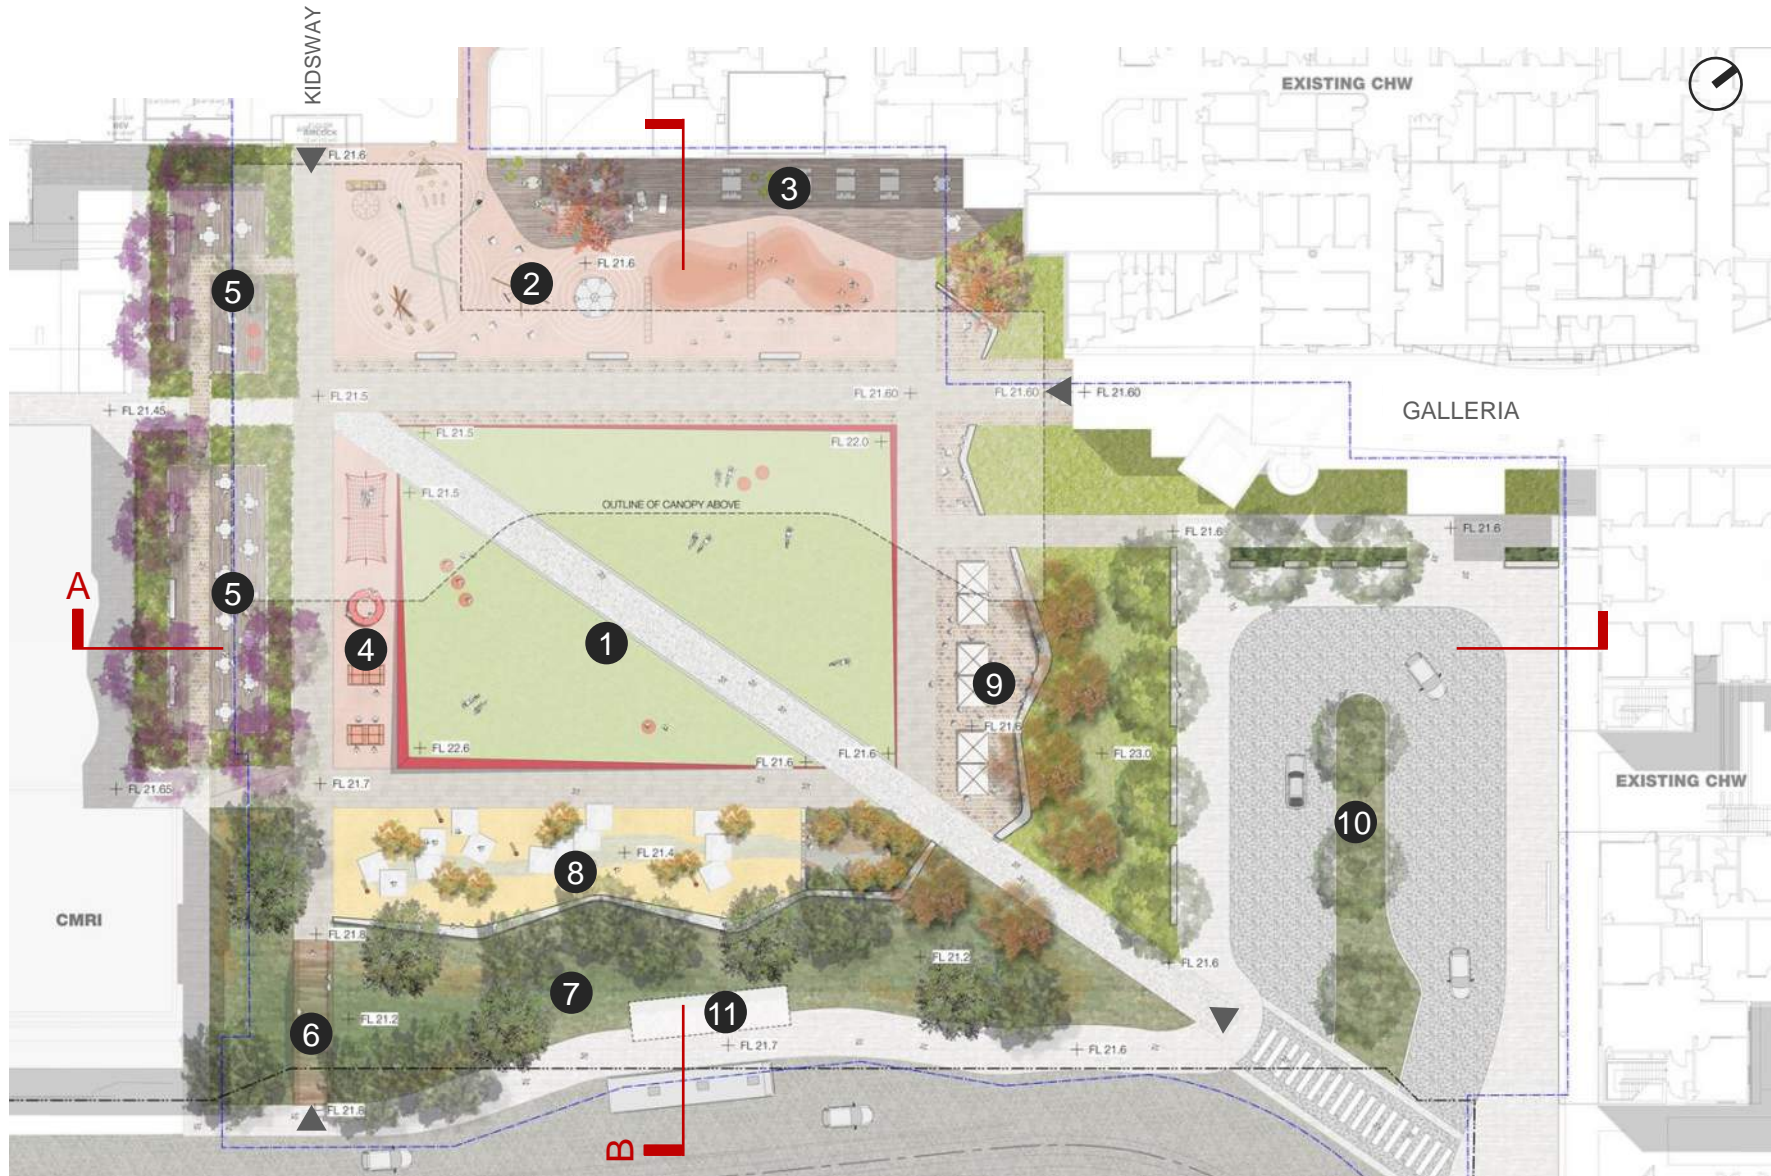 KIDSWAY
EXISTING CHW
FL 21.6
3
2
FL 21.6
5
FL 21.5
FL 21.60
FL 21.60
FL 21.60
FL 21.45
GALLERIA
FL 21.5
FL 22.0
FL 21.5
OUTLINE OF CANOPY ABOVE
FL 21.6
FL 21.6
A
5
1
4
9
FL 21.6
FL 22.6
FL 21.6
FL 21.6
FL 23.0
FL 21.7
FL 21.65
EXISTING CHW
10
FL 21.4
8
CMRI
FL 21.8
FL 21.2
FL 21.6
7
11
FL 21.2
6
FL 21.7
FL 21.6
FL 21.8
B